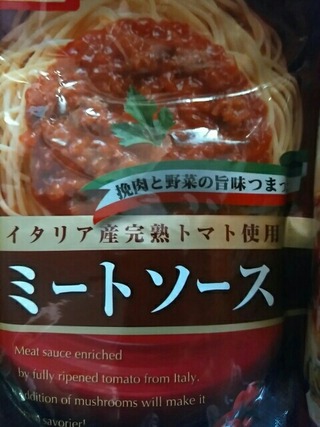 挽肉と野菜の旨味つまっ
イタリア産完熟トマト使用
ミートソース
Meat sauce enriched
by fully ripened tomato from Italy.
ddition of mushrooms will make it
savorier!